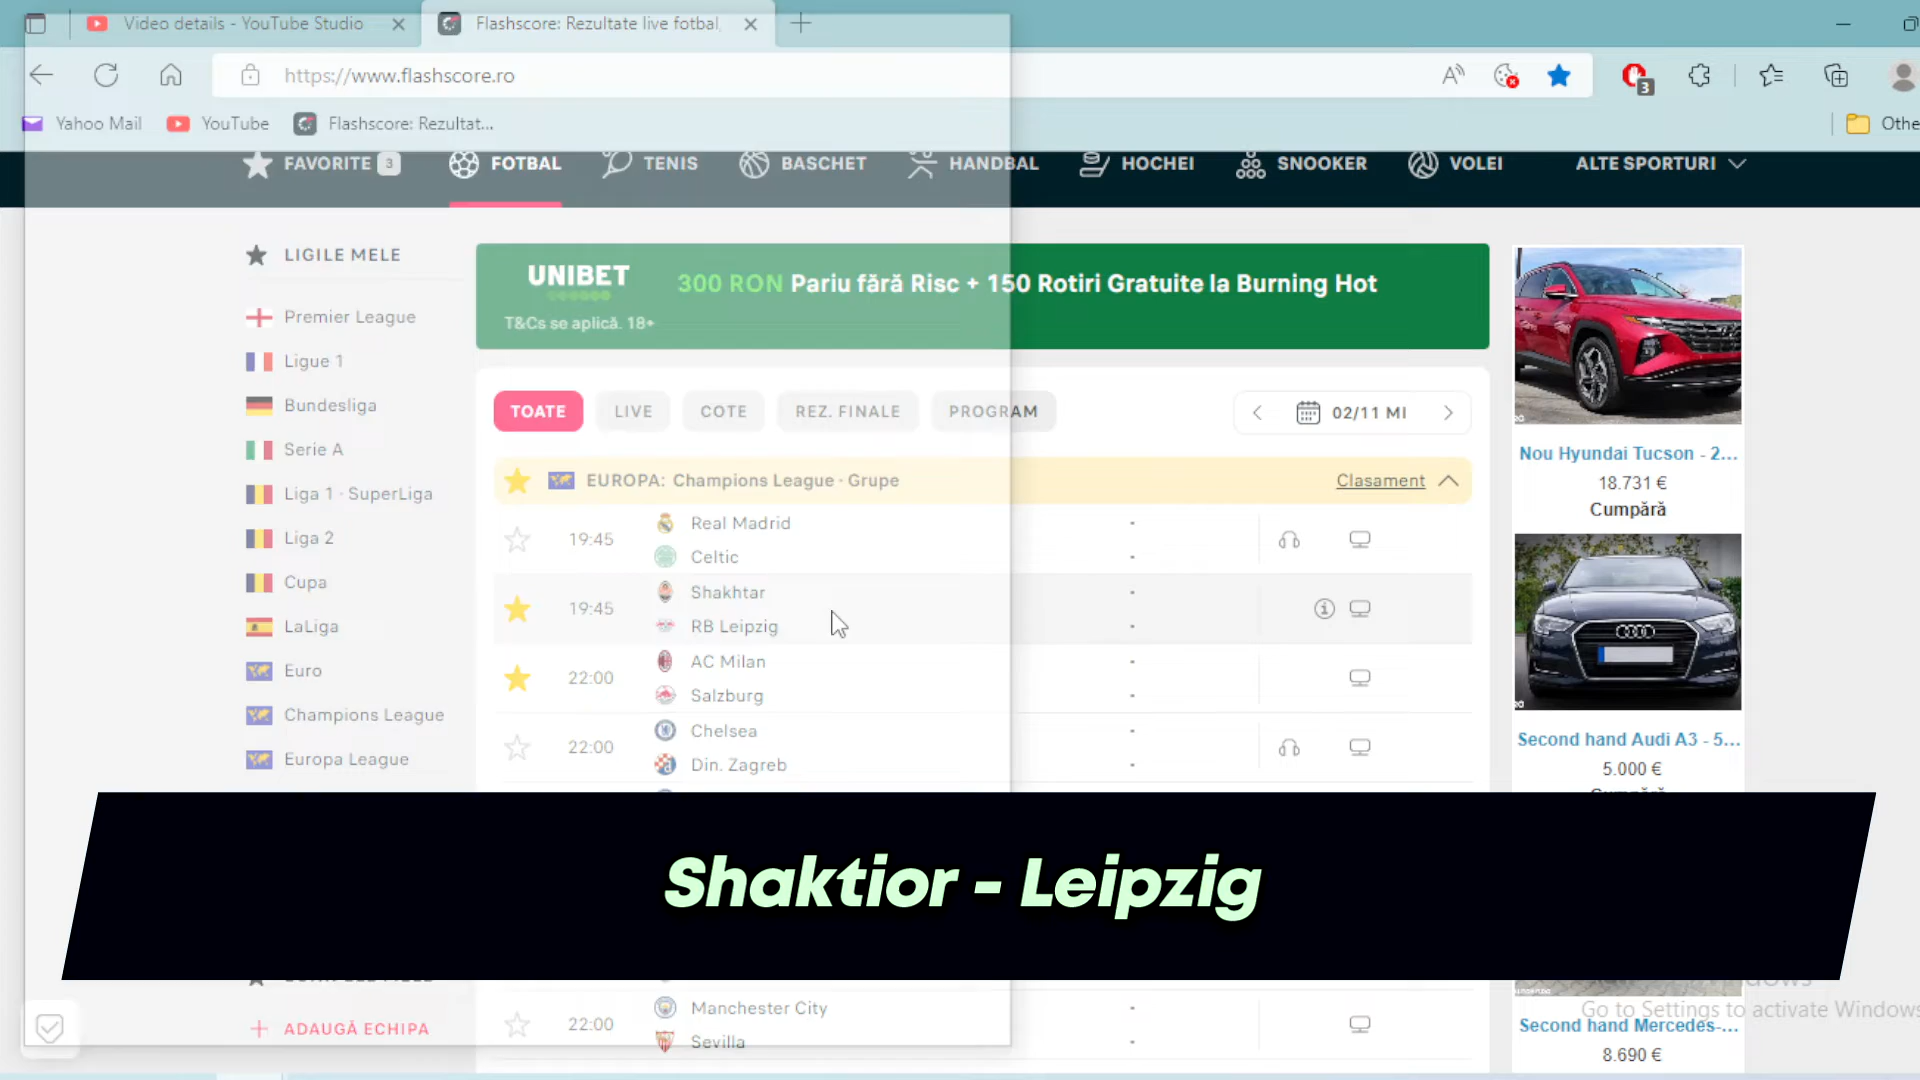 Video details - YouTube Studio
Flashscore: Rezultate live fotbal,
https://www.flashscore.ro
3
Yahoo Mail
YouTube
Flashscore: Rezultat...
Othe
FAVORITE 3
FOTBAL
TENIS
BASCHET
HANDBAL
HOCHEI
SNOOKER
VOLEI
ALTE SPORTURI
LIGILE MELE
Premier League
Ligue 1
Bundesliga
Serie A
Liga 1 - SuperLiga
Liga 2
Cupa
LaLiga
Euro
Champions League
Europa League
ADAUGĂ ECHIPA
UNIBET
300 RON Pariu fără Risc + 150 Rotiri Gratuite la Burning Hot
T&Cs se aplică. 18+
TOATE
LIVE
COTE
REZ. FINALE
PROGRAM
02/11 MI
EUROPA: Champions League - Grupe
Clasament
19:45
Real Madrid -
Celtic -
19:45
Shakhtar -
RB Leipzig -
22:00
AC Milan -
Salzburg -
22:00
Chelsea -
Din. Zagreb -
Shaktior - Leipzig
22:00
Manchester City -
Sevilla -
Nou Hyundai Tucson - 2...
18.731 €
Cumpără
Second hand Audi A3 - 5...
5.000 €
Go to Settings to activate Windows
Second hand Mercedes-...
8.690 €